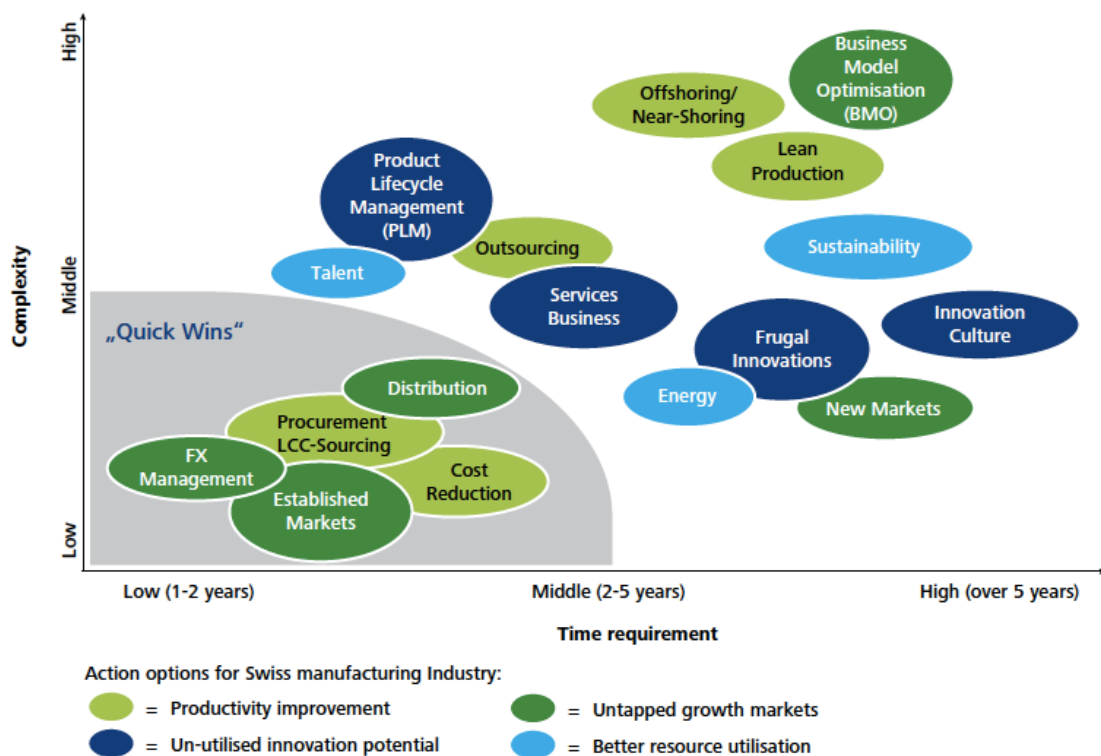 High
Middle
Low
Complexity
Business
Model
Optimisation
(BMO)
Offshoring/
Near-Shoring
Lean
Production
Product
Lifecycle
Management
(PLM)
Outsourcing
Sustainability
Talent
Services
Business
Innovation
Culture
Frugal
Innovations
„Quick Wins“
Distribution
Energy
New Markets
Procurement
LCC-Sourcing
FX
Management
Cost
Reduction
Established
Markets
Low (1-2 years)
Middle (2-5 years)
High (over 5 years)
Time requirement
Action options for Swiss manufacturing Industry:
= Productivity improvement
= Untapped growth markets
= Un-utilised innovation potential
= Better resource utilisation